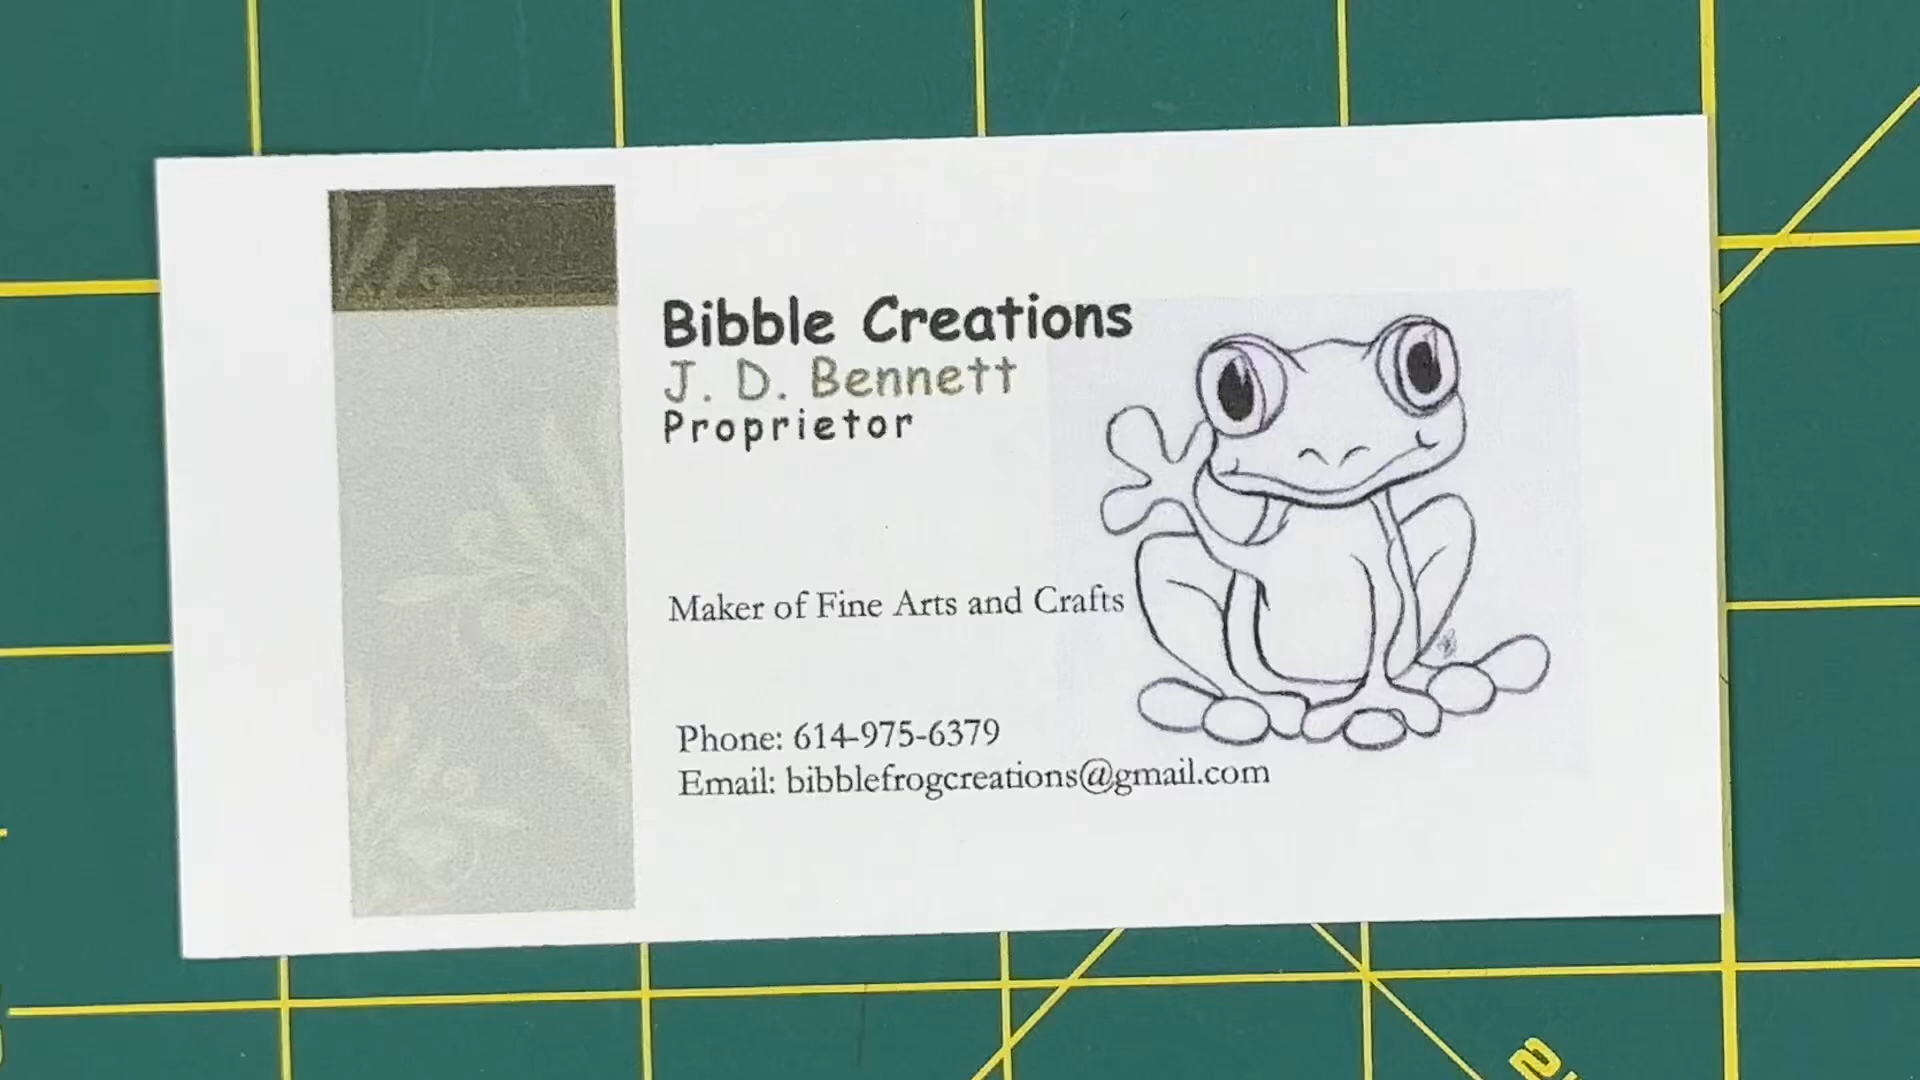 Bibble Creations
J. D. Bennett
Proprietor
Maker of Fine Arts and Crafts
Phone: 614-975-6379
Email: bibblefrogcreations@gmail.com